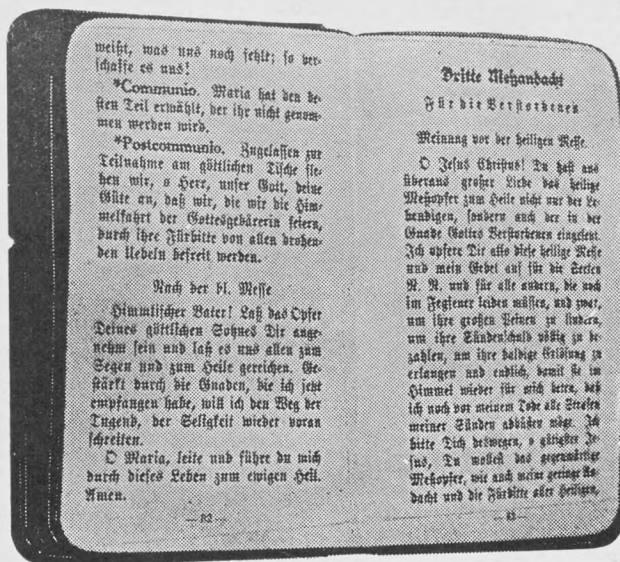 weißt, was uns noch fehlt; so ver-
schaffe es uns!
*Communio. Maria hat den be-
sten Teil erwählt, der ihr nicht genom-
men werden wird.
*Postcommunio. Zugelassen zur
Teilnahme am göttlichen Tische fle-
hen wir, o Herr, unser Gott, deine
Güte an, daß wir, die wir die Him-
melfahrt der Gottesgebärerin feiern,
durch ihre Fürbitte von allen drohen-
den Uebeln befreit werden.
Nach der hl. Messe
Himmlischer Vater! Laß das Opfer
Deines göttlichen Sohnes Dir ange-
nehm sein und laß es uns allen zum
Segen und zum Heile gereichen. Ge-
stärkt durch die Gnaden, die ich jetzt
empfangen habe, will ich den Weg der
Tugend, der Seligkeit wieder voran
schreiten.
O Maria, leite und führe du mich
durch dieses Leben zum ewigen Heil.
Amen.
— 82 —
Dritte Meßandacht
Für die Verstorbenen
Meinung vor der heiligen Messe.
O Jesus Christus! Du hast aus
überaus großer Liebe das heilige
Meßopfer zum Heile nicht nur der Le-
bendigen, sondern auch der in der
Gnade Gottes Verstorbenen eingesetzt.
Ich opfere Dir also diese heilige Messe
und mein Gebet auf für die Seelen
N. N. und für alle andern, die noch
im Fegfeuer leiden müssen, und zwar,
um ihre großen Peinen zu lindern,
um ihre Sündenschuld völlig zu be-
zahlen, um ihre baldige Erlösung zu
erlangen und endlich, damit sie im
Himmel wieder für mich beten, daß
ich noch vor meinem Tode alle Strafen
meiner Sünden abbüßen möge. Ich
bitte Dich deswegen, o gütigster Je-
sus, Du wollest das gegenwärtige
Meßopfer, wie auch meine geringe An-
dacht und die Fürbitte aller Heiligen,
— 83 —